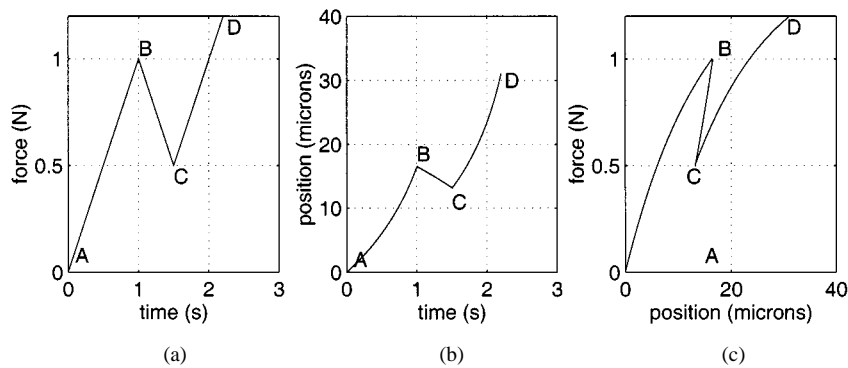 B
D
1
force (N)
0.5
C
A
0
0 1 2 3
time (s)
(a)
40
30
D
position (microns)
20
B
C
10
A
0
0 1 2 3
time (s)
(b)
D
B
1
force (N)
0.5
C
A
0
0 20 40
position (microns)
(c)